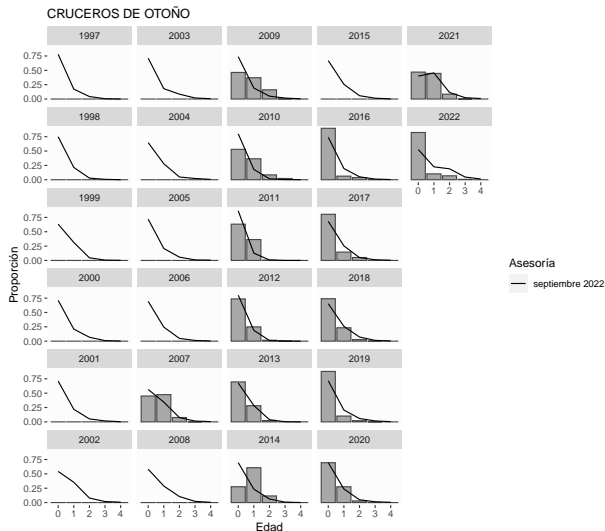 CRUCEROS DE OTOÑO
1997 2003 2009 2015 2021
0.75
0.50
0.25
0.00
1998 2004 2010 2016 2022
0.75
0.50
0.25
0.00
0 1 2 3 4
1999 2005 2011 2017
0.75
0.50
0.25
0.00
2000 2006 2012 2018
0.75
0.50
0.25
0.00
2001 2007 2013 2019
0.75
0.50
0.25
0.00
2002 2008 2014 2020
0.75
0.50
0.25
0.00
0 1 2 3 4 0 1 2 3 4 0 1 2 3 4 0 1 2 3 4
Edad
Proporción
Asesoría
septiembre 2022